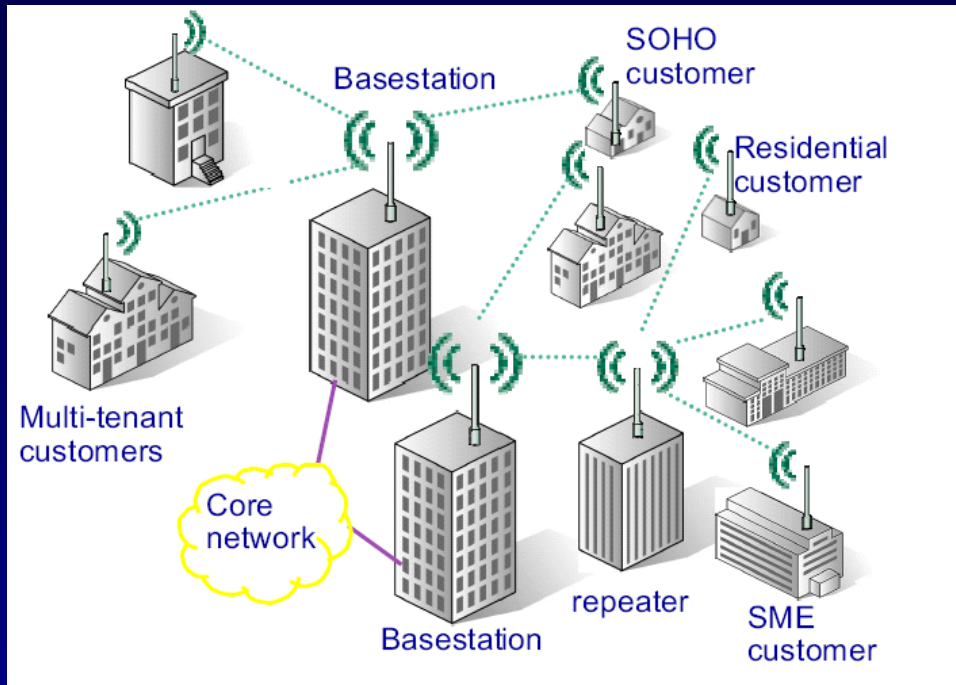 SOHO
customer
Basestation
Residential
customer
Multi-tenant
customers
Core
network
repeater
Basestation
SME
customer